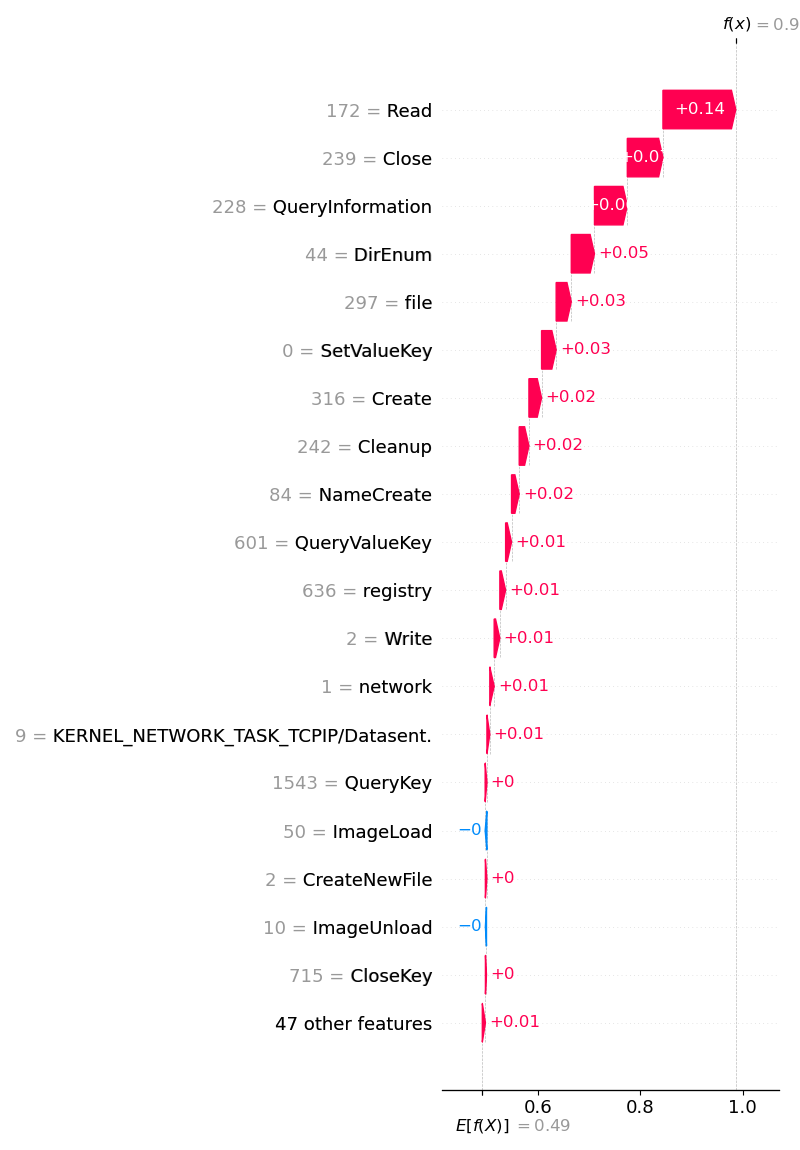 f(x) = 0.9
172 = Read +0.14
239 = Close
228 = QueryInformation
44 = DirEnum +0.05
297 = file +0.03
0 = SetValueKey +0.03
316 = Create +0.02
242 = Cleanup +0.02
84 = NameCreate +0.02
601 = QueryValueKey +0.01
636 = registry +0.01
2 = Write +0.01
1 = network +0.01
9 = KERNEL_NETWORK_TASK_TCPIP/Datasent. +0.01
1543 = QueryKey +0
50 = ImageLoad −0
2 = CreateNewFile +0
10 = ImageUnload −0
715 = CloseKey +0
47 other features +0.01
0.6 0.8 1.0
E[f(X)] = 0.49